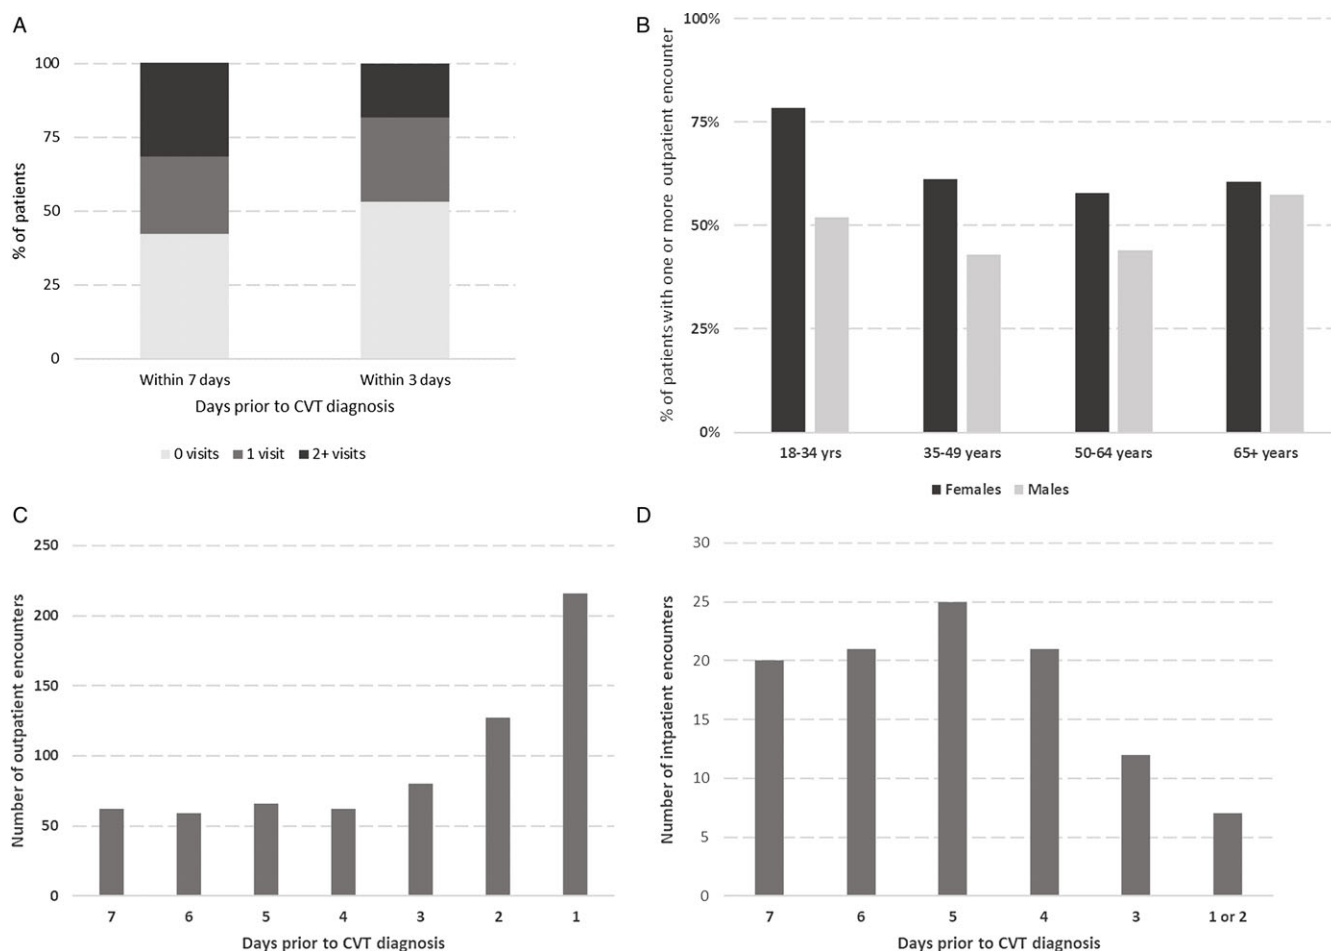 A
% of patients
100
75
50
25
0
Within 7 days Within 3 days
Days prior to CVT diagnosis
0 visits 1 visit 2+ visits
B
% of patients with one or more outpatient encounter
100%
75%
50%
25%
0%
18-34 yrs 35-49 years 50-64 years 65+ years
Females Males
C
Number of outpatient encounters
250
200
150
100
50
0
7 6 5 4 3 2 1
Days prior to CVT diagnosis
D
Number of intpatient encounters
30
25
20
15
10
5
0
7 6 5 4 3 1 or 2
Days prior to CVT diagnosis